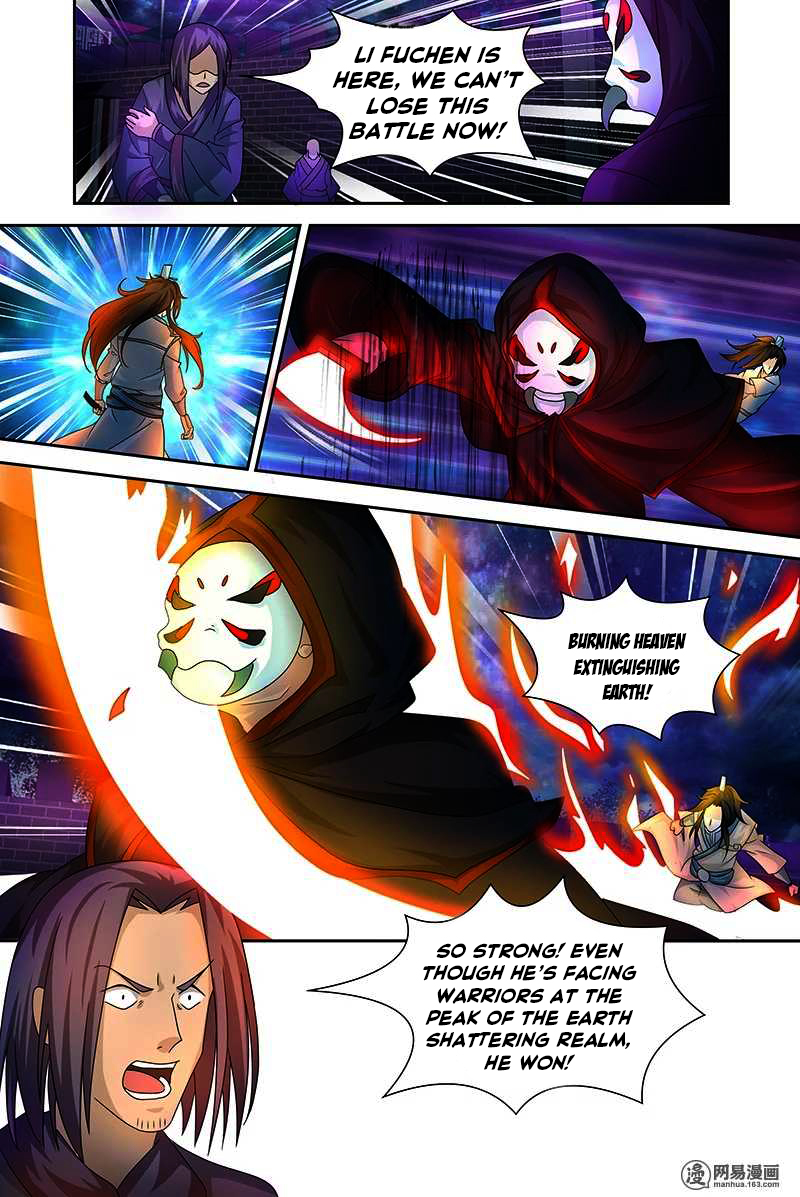 LI FUCHEN IS
HERE, WE CAN'T
LOSE THIS
BATTLE NOW!
BURNING HEAVEN
EXTINGUISHING
EARTH!
SO STRONG! EVEN
THOUGH HE'S FACING
WARRIORS AT THE
PEAK OF THE EARTH
SHATTERING REALM,
HE WON!
漫 网易漫画
manhua.163.com